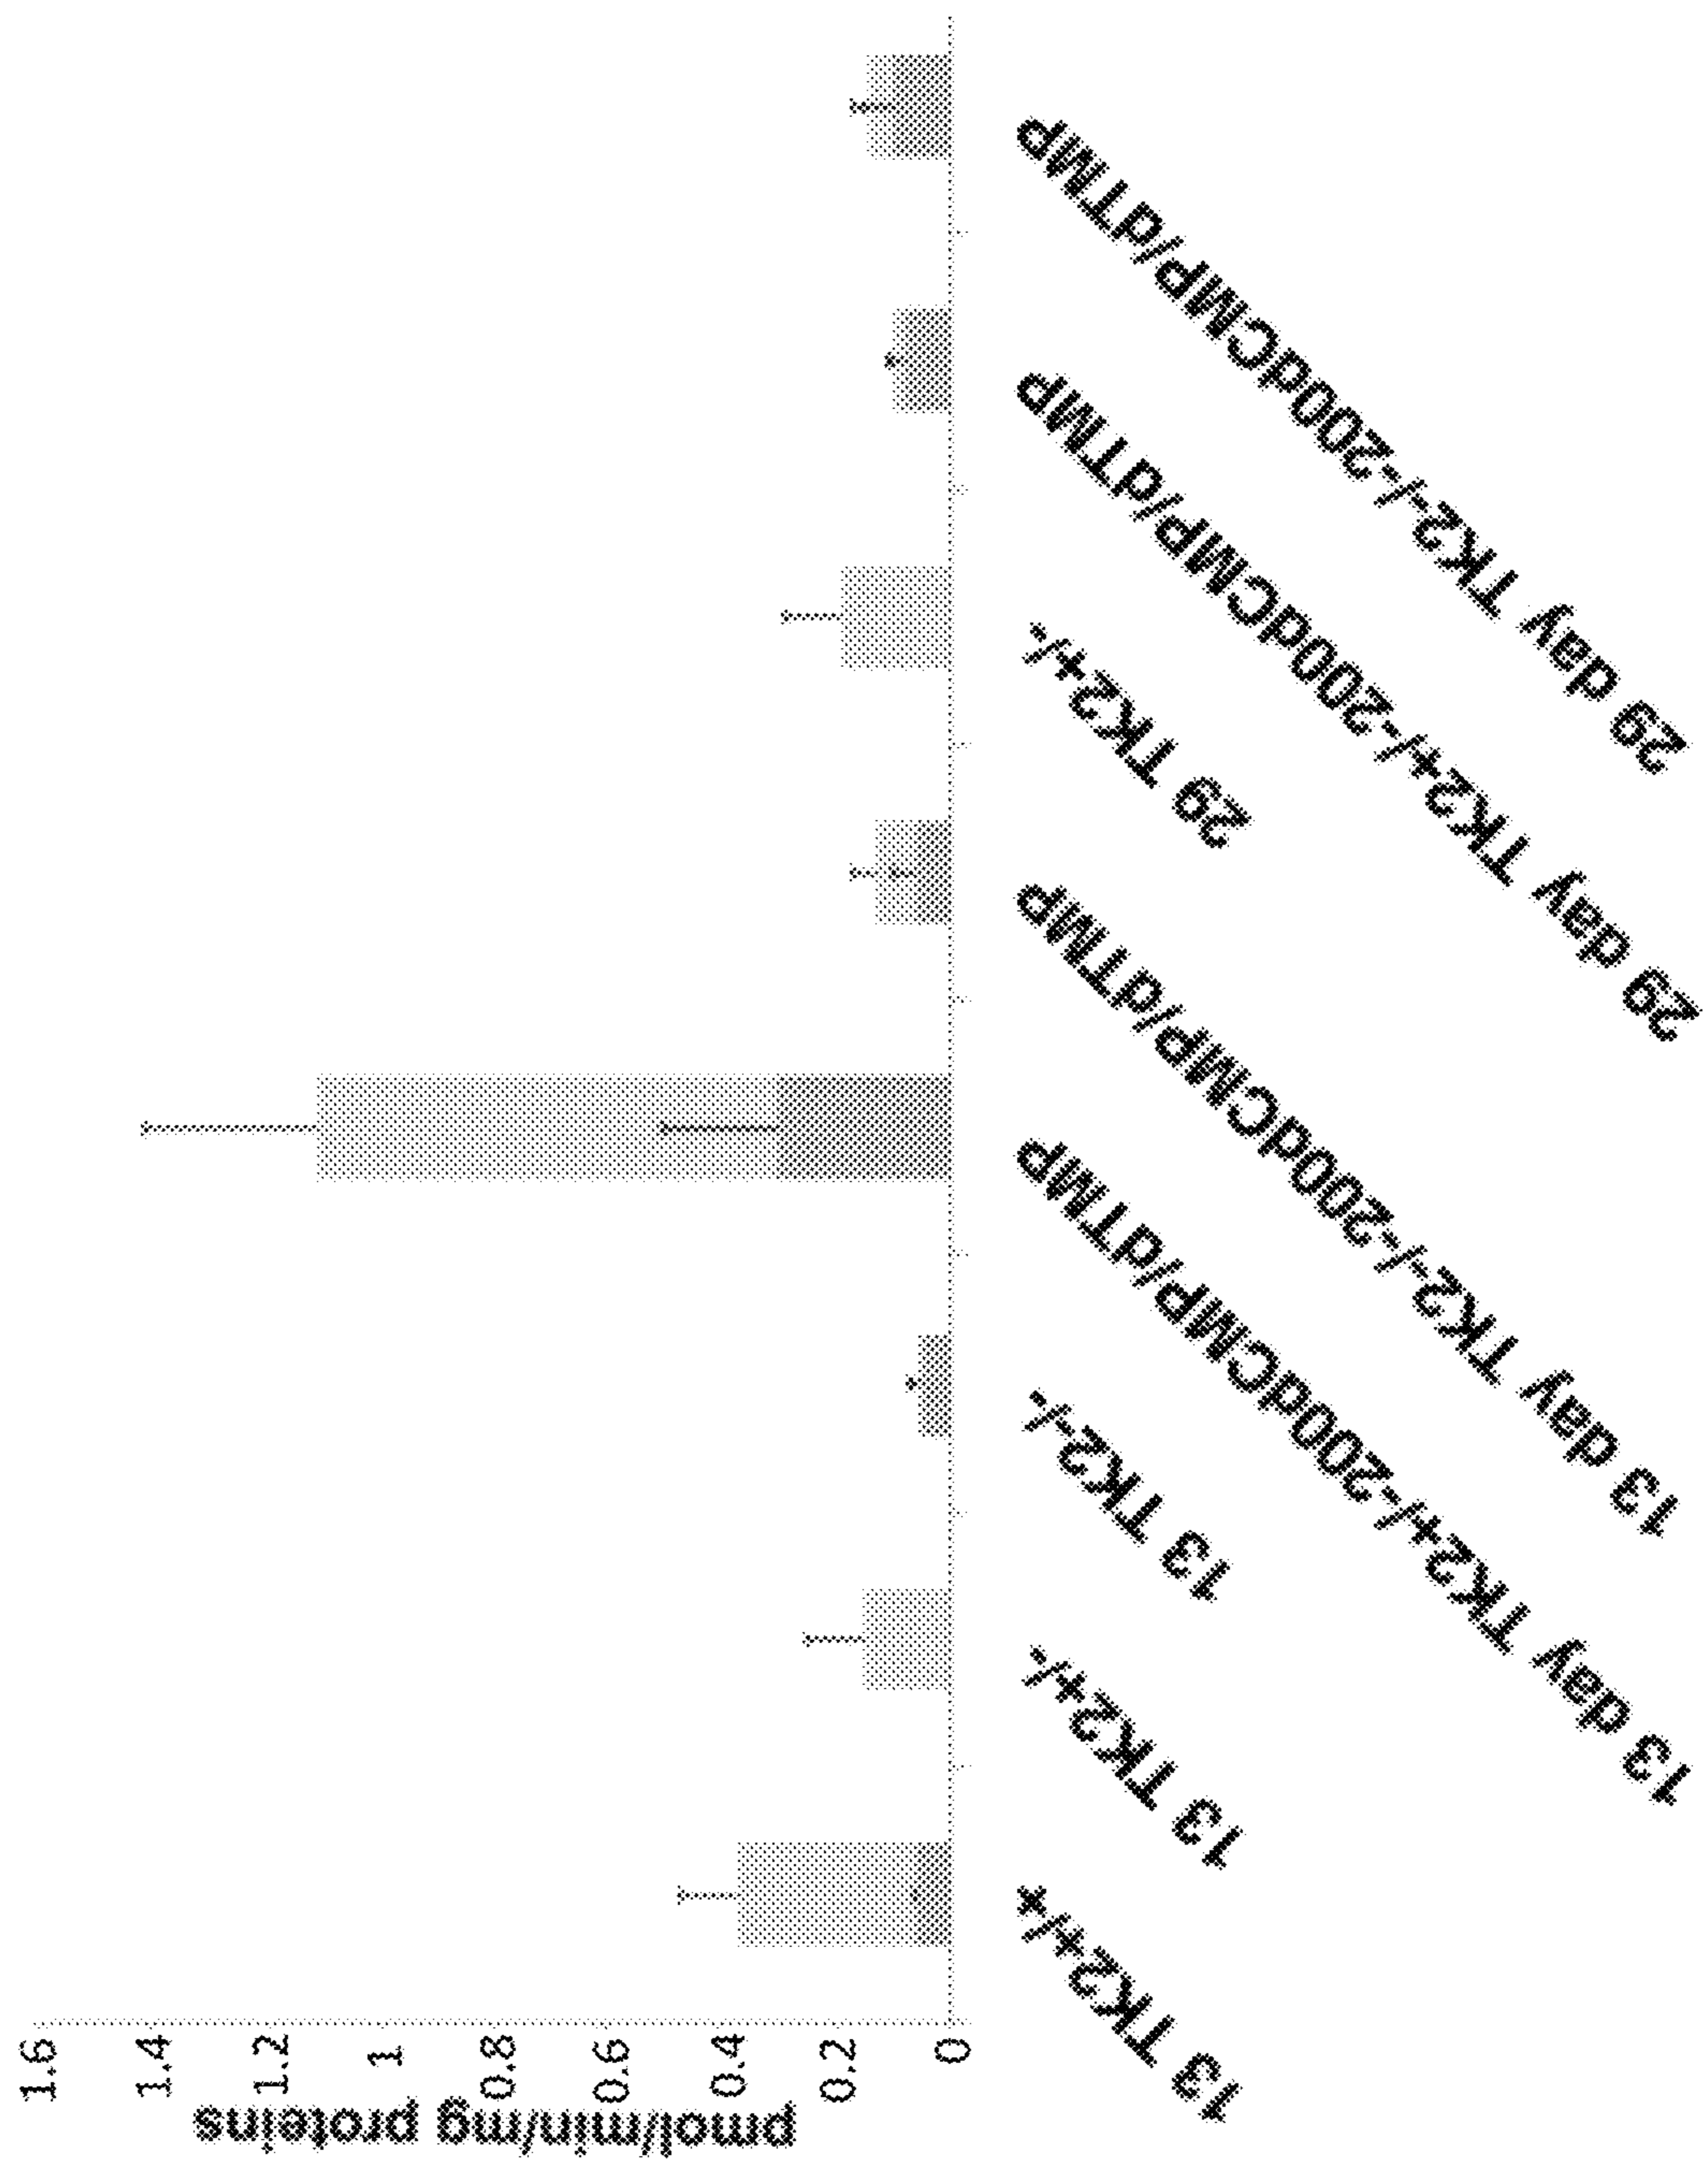 pmol/min/mg proteins
1.6
1.4
1.2
1
0.8
0.6
0.4
0.2
0
13 TK2+/+
13 TK2+/-
13 TK2-/-
13 day TK2+/-200dCMP/dTMP
13 day TK2-/-200dCMP/dTMP
29 TK2+/-
29 day TK2+/-200dCMP/dTMP
29 day TK2-/-200dCMP/dTMP